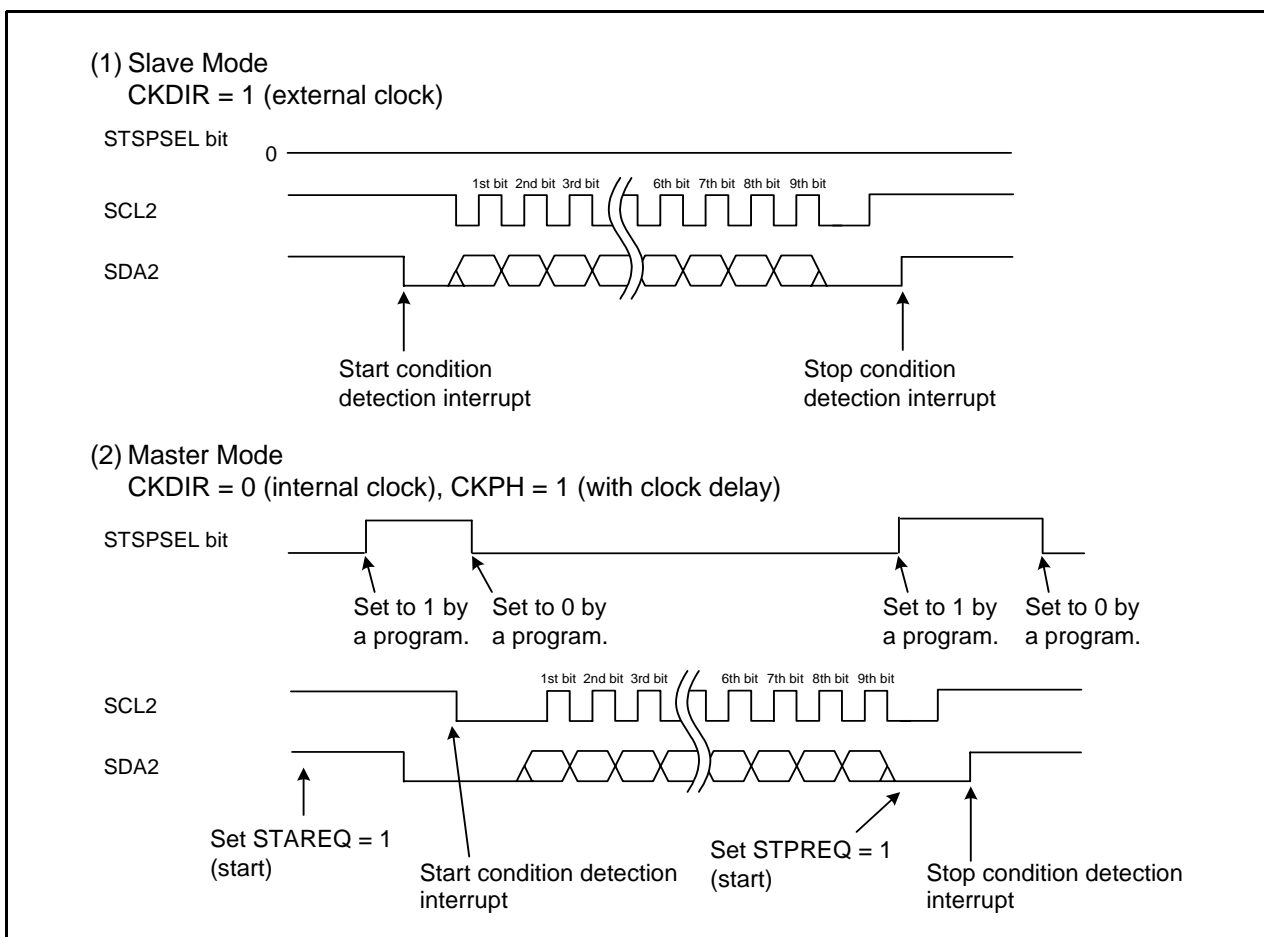 (1) Slave Mode
CKDIR = 1 (external clock)
STSPSEL bit
0
1st bit 2nd bit 3rd bit 6th bit 7th bit 8th bit 9th bit
SCL2
SDA2
Start condition
detection interrupt
Stop condition
detection interrupt
(2) Master Mode
CKDIR = 0 (internal clock), CKPH = 1 (with clock delay)
STSPSEL bit
Set to 1 by
a program.
Set to 0 by
a program.
Set to 1 by
a program.
Set to 0 by
a program.
1st bit 2nd bit 3rd bit 6th bit 7th bit 8th bit 9th bit
SCL2
SDA2
Set STAREQ = 1
(start)
Start condition detection
interrupt
Set STPREQ = 1
(start)
Stop condition detection
interrupt